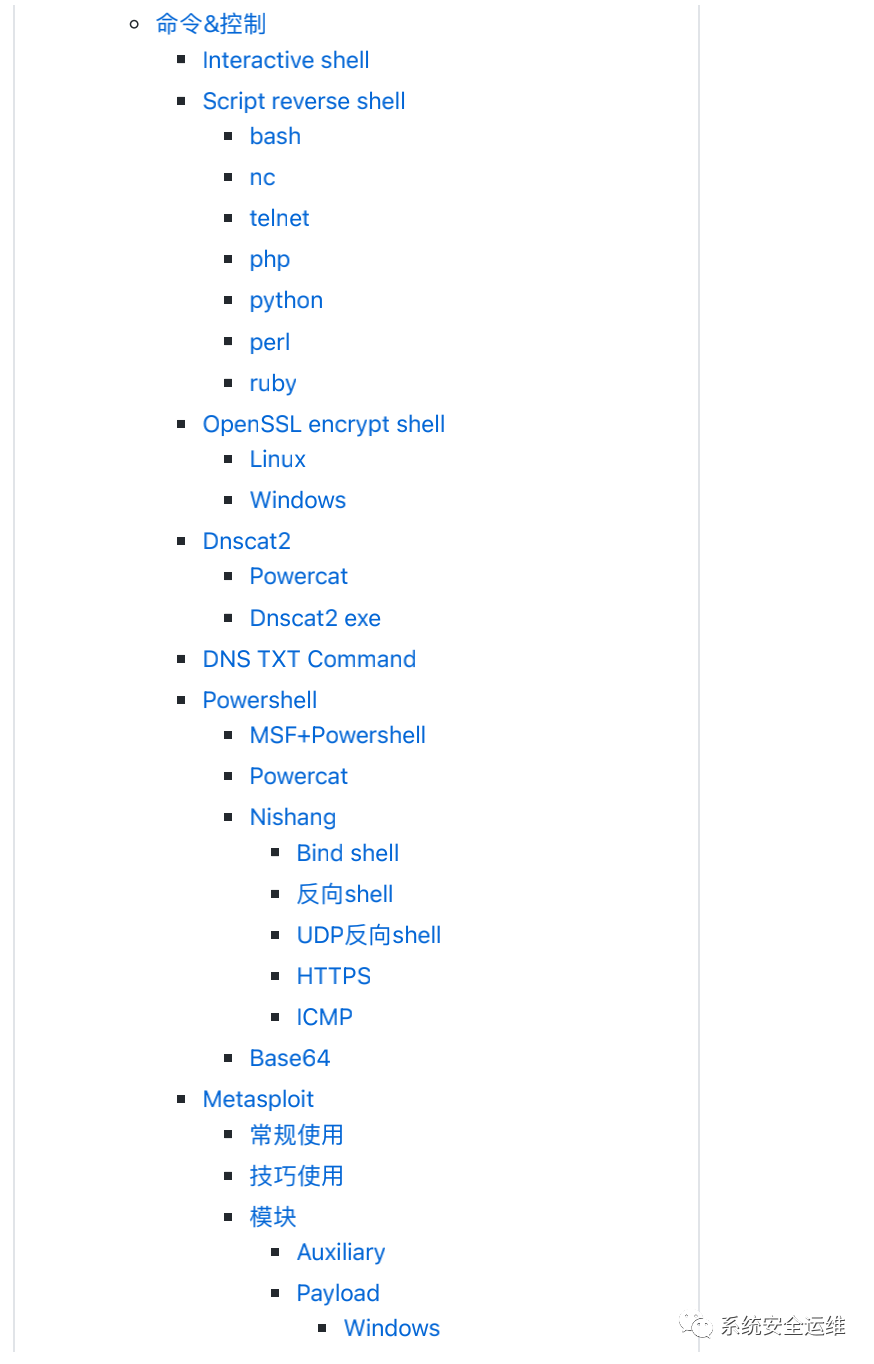 命令&控制
Interactive shell
Script reverse shell
bash
nc
telnet
php
python
perl
ruby
OpenSSL encrypt shell
Linux
Windows
Dnscat2
Powercat
Dnscat2 exe
DNS TXT Command
Powershell
MSF+Powershell
Powercat
Nishang
Bind shell
反向shell
UDP反向shell
HTTPS
ICMP
Base64
Metasploit
常规使用
技巧使用
模块
Auxiliary
Payload
Windows
系统安全运维